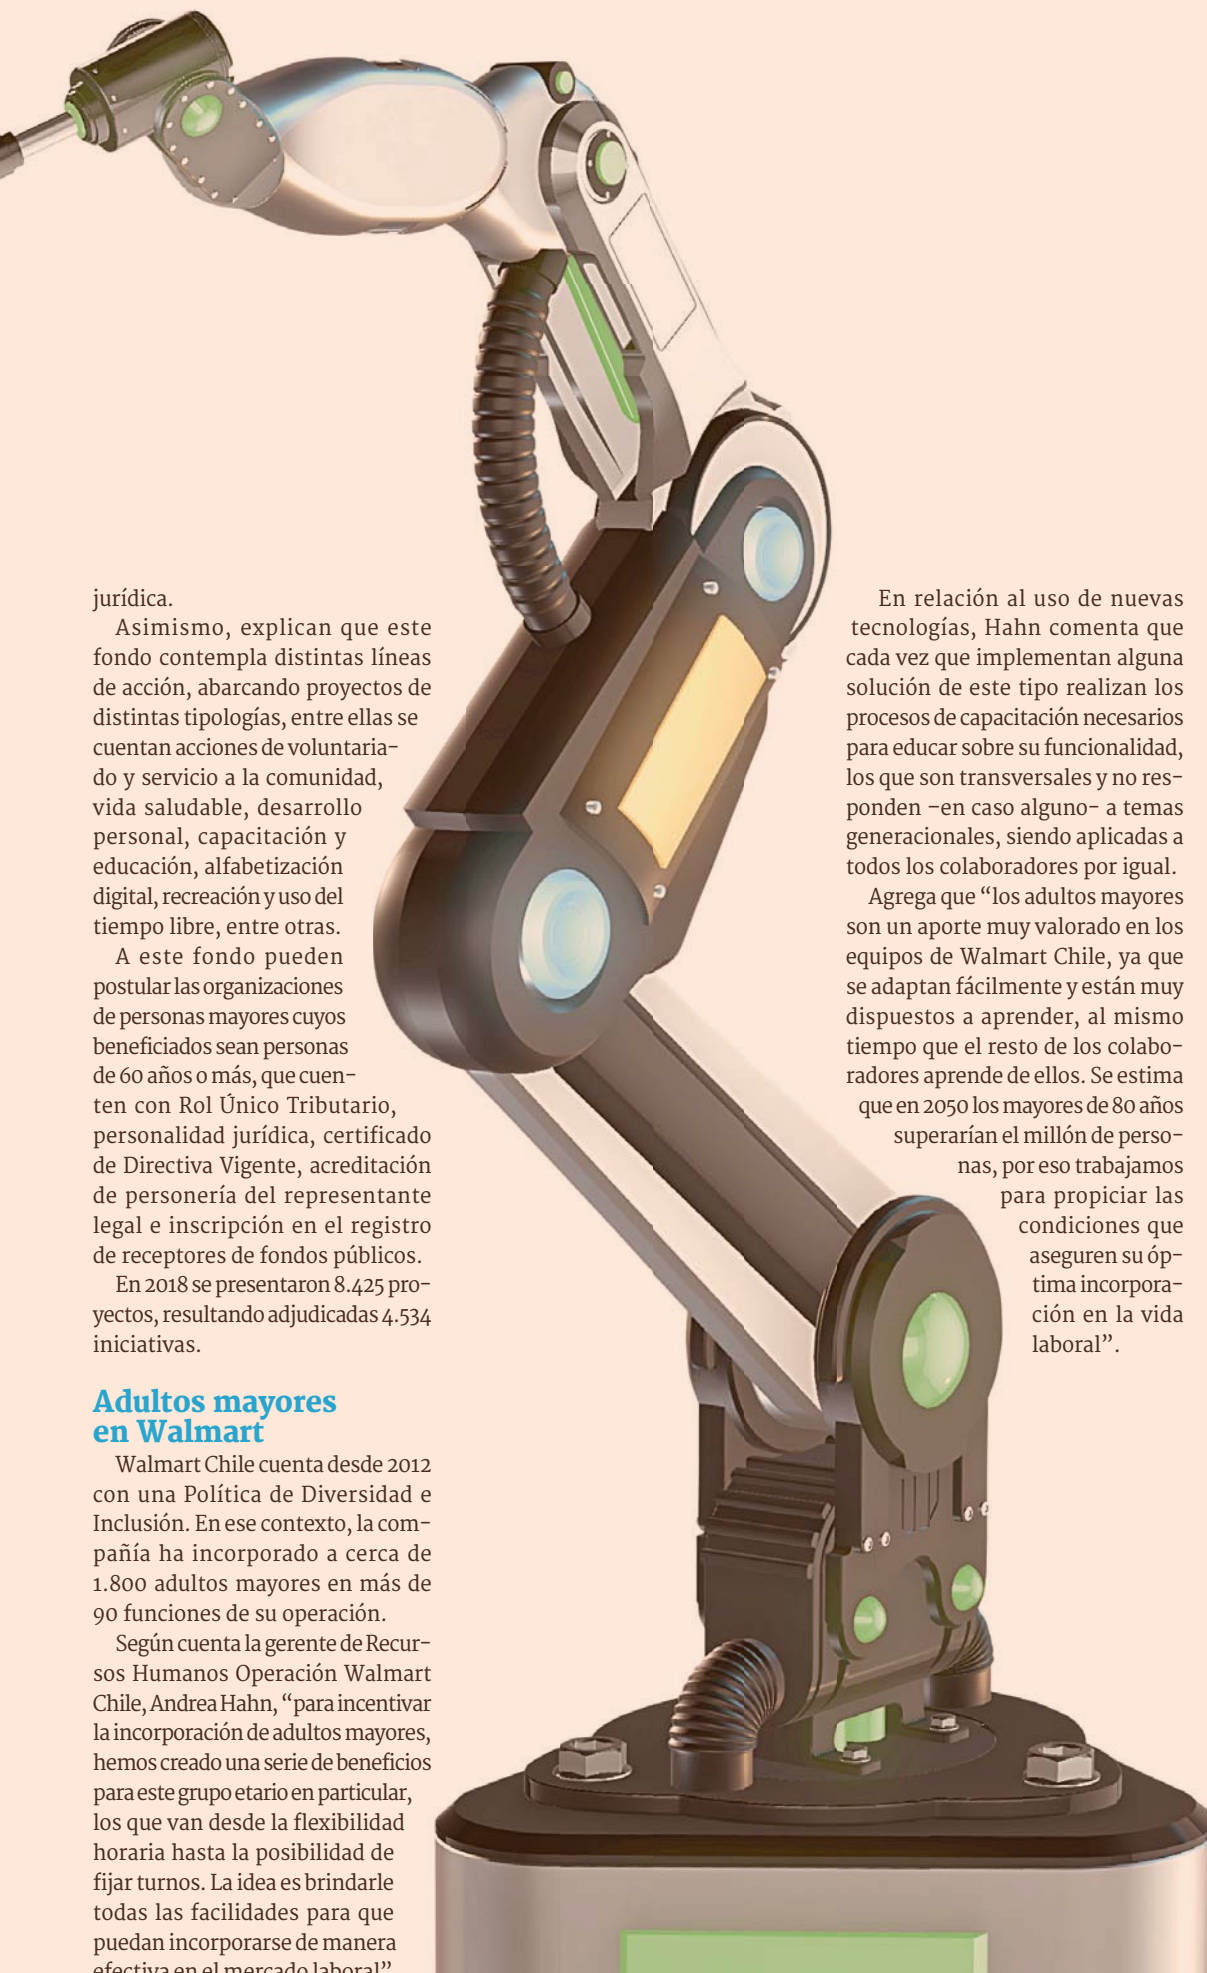 jurídica.
Asimismo, explican que este
fondo contempla distintas líneas
de acción, abarcando proyectos de
distintas tipologías, entre ellas se
cuentan acciones de voluntaria-
do y servicio a la comunidad,
vida saludable, desarrollo
personal, capacitación y
educación, alfabetización
digital, recreación y uso del
tiempo libre, entre otras.
A este fondo pueden
postular las organizaciones
de personas mayores cuyos
beneficiados sean personas
de 60 años o más, que cuen-
ten con Rol Único Tributario,
personalidad jurídica, certificado
de Directiva Vigente, acreditación
de personería del representante
legal e inscripción en el registro
de receptores de fondos públicos.
En 2018 se presentaron 8.425 pro-
yectos, resultando adjudicadas 4.534
iniciativas.
Adultos mayores
en Walmart
Walmart Chile cuenta desde 2012
con una Política de Diversidad e
Inclusión. En ese contexto, la com-
pañía ha incorporado a cerca de
1.800 adultos mayores en más de
90 funciones de su operación.
Según cuenta la gerente de Recur-
sos Humanos Operación Walmart
Chile, Andrea Hahn, “para incentivar
la incorporación de adultos mayores,
hemos creado una serie de beneficios
para este grupo etario en particular,
los que van desde la flexibilidad
horaria hasta la posibilidad de
fijar turnos. La idea es brindarle
todas las facilidades para que
puedan incorporarse de manera
efectiva en el mercado laboral”
En relación al uso de nuevas
tecnologías, Hahn comenta que
cada vez que implementan alguna
solución de este tipo realizan los
procesos de capacitación necesarios
para educar sobre su funcionalidad,
los que son transversales y no res-
ponden –en caso alguno- a temas
generacionales, siendo aplicadas a
todos los colaboradores por igual.
Agrega que “los adultos mayores
son un aporte muy valorado en los
equipos de Walmart Chile, ya que
se adaptan fácilmente y están muy
dispuestos a aprender, al mismo
tiempo que el resto de los colabo-
radores aprende de ellos. Se estima
que en 2050 los mayores de 80 años
superarían el millón de perso-
nas, por eso trabajamos
para propiciar las
condiciones que
aseguren su óp-
tima incorpora-
ción en la vida
laboral”.